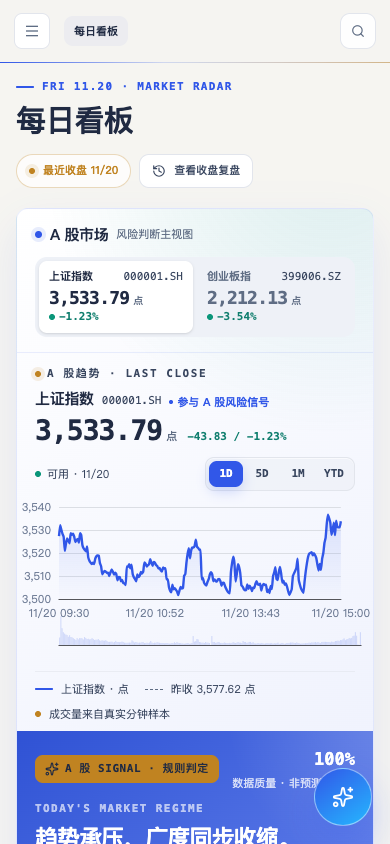 每日看板
FRI 11.20 · MARKET RADAR
每日看板
最近收盘 11/20
查看收盘复盘
A 股市场 风险判断主视图
上证指数 000001.SH
3,533.79 点
−1.23%
创业板指 399006.SZ
2,212.13 点
−3.54%
A 股趋势 · LAST CLOSE
上证指数 000001.SH • 参与 A 股风险信号
3,533.79 点 −43.83 / −1.23%
可用 · 11/20
1D 5D 1M YTD
3,540
3,530
3,520
3,510
3,500
11/20 09:30 11/20 10:52 11/20 13:43 11/20 15:00
上证指数 · 点 昨收 3,577.62 点
成交量来自真实分钟样本
A 股 SIGNAL · 规则判定
100%
数据质量 · 非预
TODAY'S MARKET REGIME
趋势承压，广度同步收缩。